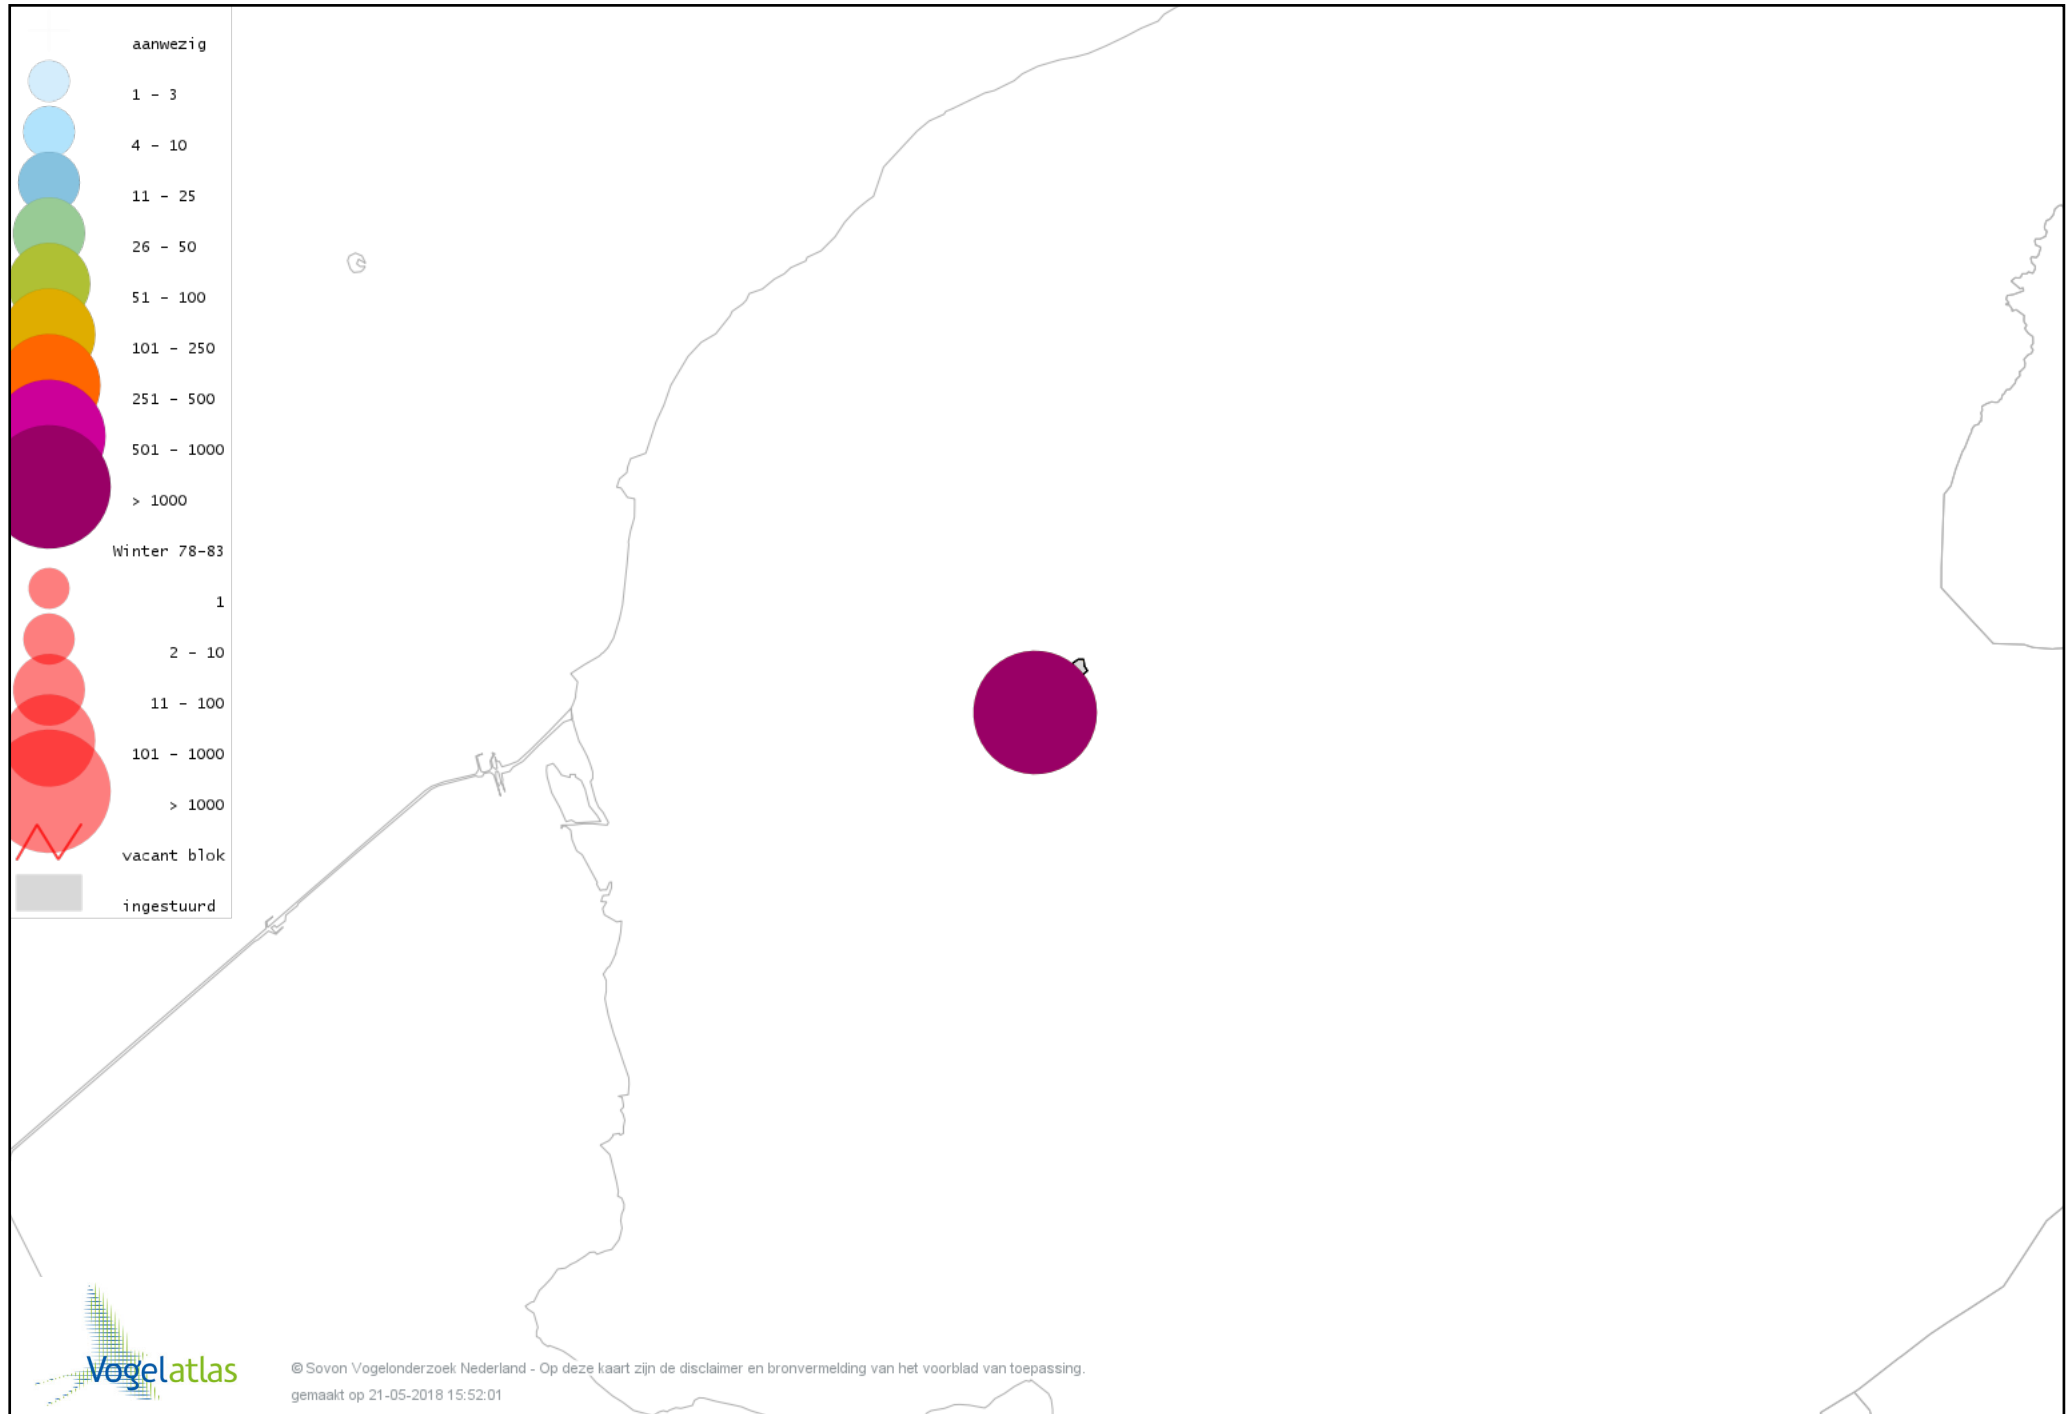 aanwezig
1 - 3
4 - 10
11 - 25
26 - 50
51 - 100
101 - 250
251 - 500
501 - 1000
> 1000
Winter 78-83
1
2 - 10
11 - 100
101 - 1000
> 1000
vacant blok
ingestuurd
Vogelatlas
© Sovon Vogelonderzoek Nederland - Op deze kaart zijn de disclaimer en bronvermelding van het voorblad van toepassing.
gemaakt op 21-05-2018 15:52:01